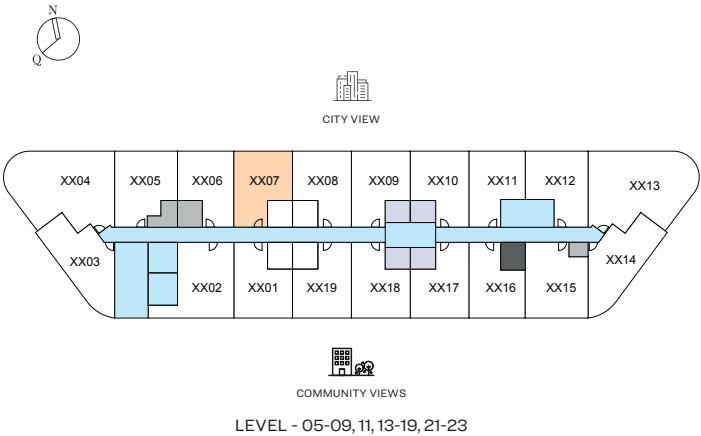 N
Q
CITY VIEW
XX04 XX05 XX06 XX07 XX08 XX09 XX10 XX11 XX12 XX13
XX03 XX02 XX01 XX19 XX18 XX17 XX16 XX15 XX14
COMMUNITY VIEWS
LEVEL - 05-09, 11, 13-19, 21-23